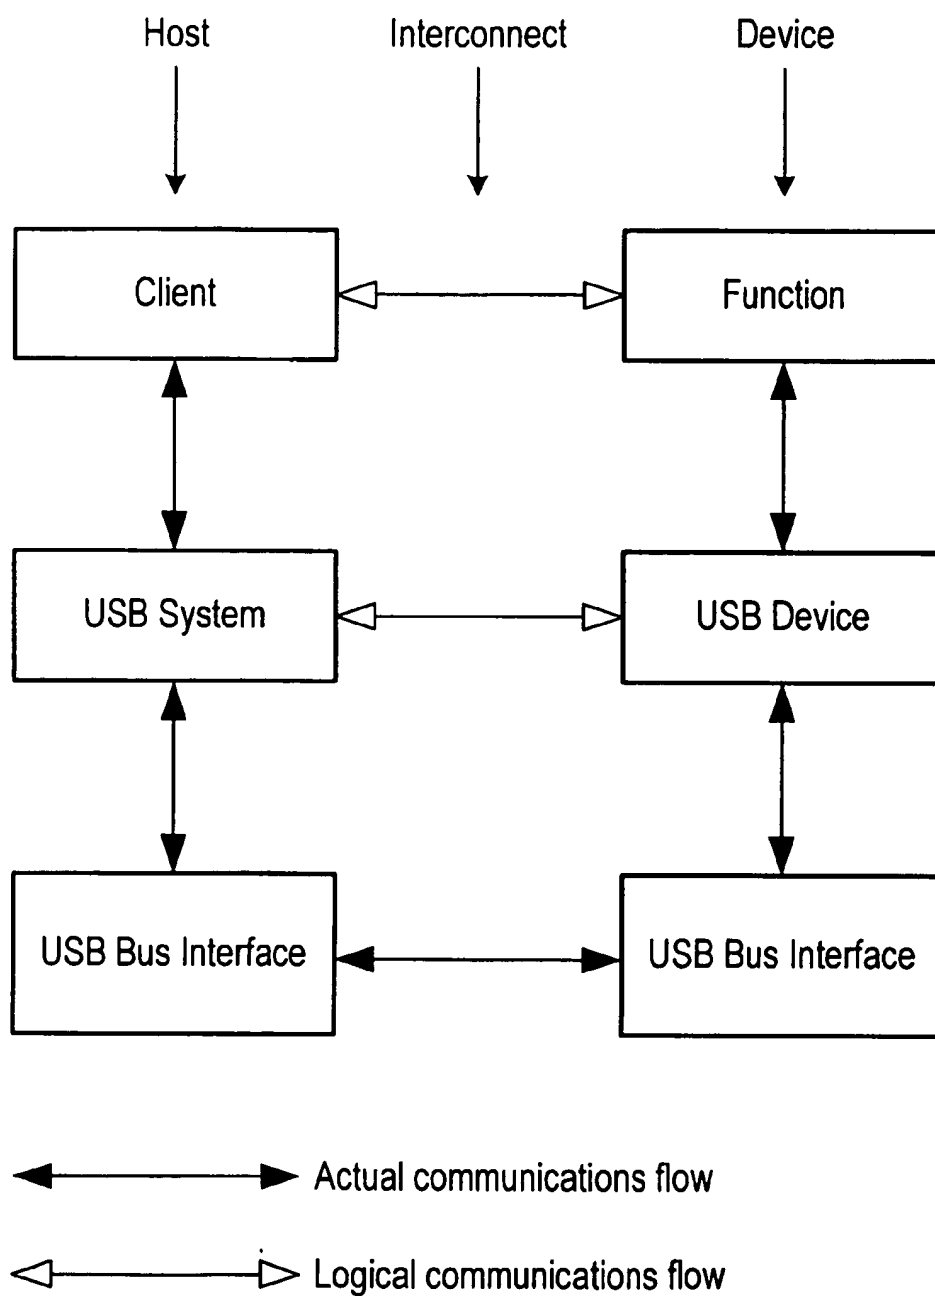 Host
Interconnect
Device
Client
Function
USB System
USB Device
USB Bus Interface
USB Bus Interface
Actual communications flow
Logical communications flow